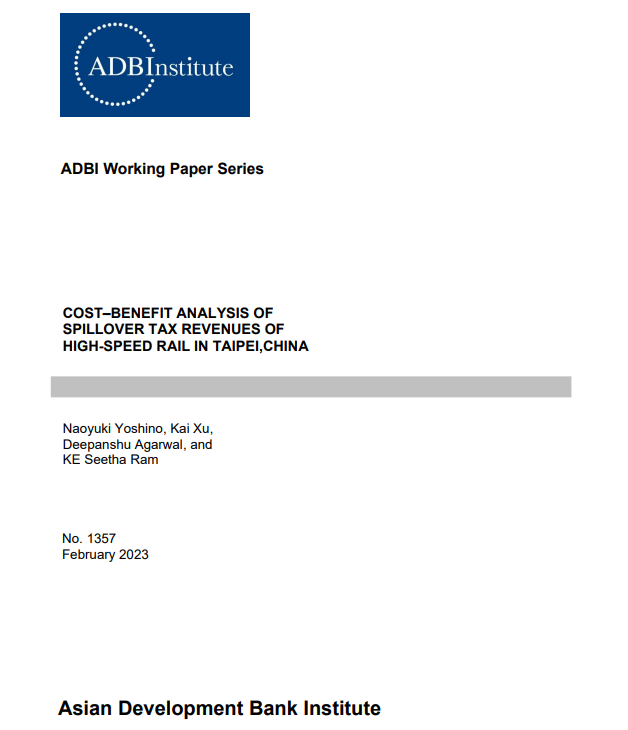 ADBInstitute
ADBI Working Paper Series
COST–BENEFIT ANALYSIS OF
SPILLOVER TAX REVENUES OF
HIGH-SPEED RAIL IN TAIPEI,CHINA
Naoyuki Yoshino, Kai Xu,
Deepanshu Agarwal, and
KE Seetha Ram
No. 1357
February 2023
Asian Development Bank Institute